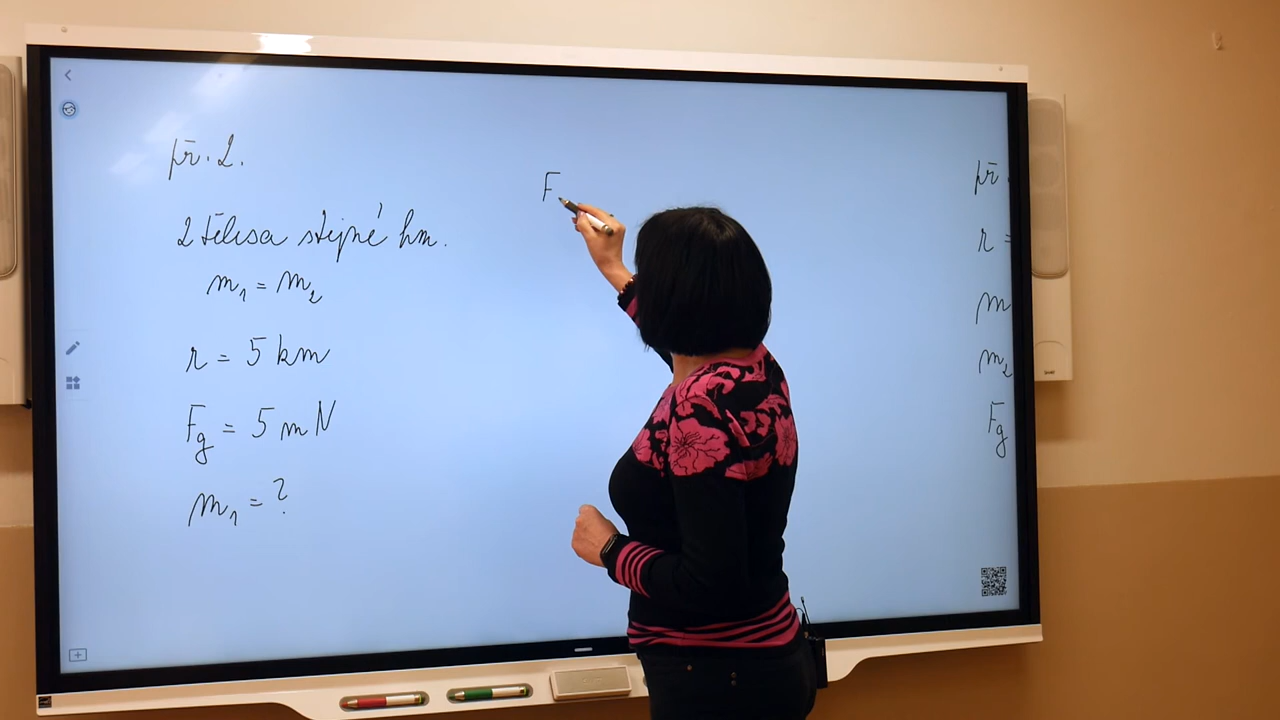 př. 2.
2 tělesa stejné hm.
m₁ = m₂
r = 5 km
Fg = 5 mN
m₁ = ?
F
př.
r =
m
m₂
Fg